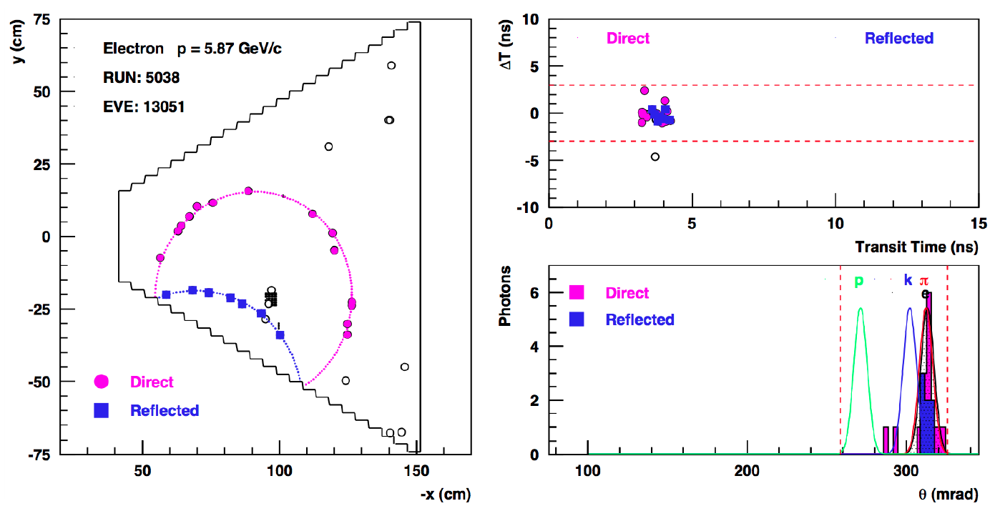 y (cm)
75
50
25
0
-25
-50
-75
Electron p = 5.87 GeV/c
RUN: 5038
EVE: 13051
Direct
Reflected
50
100
150
-x (cm)
ΔT (ns)
10
5
0
-5
-10
Direct
Reflected
0
5
10
15
Transit Time (ns)
Photons
6
4
2
0
Direct
Reflected
p
k
π
e
100
200
300
θ (mrad)